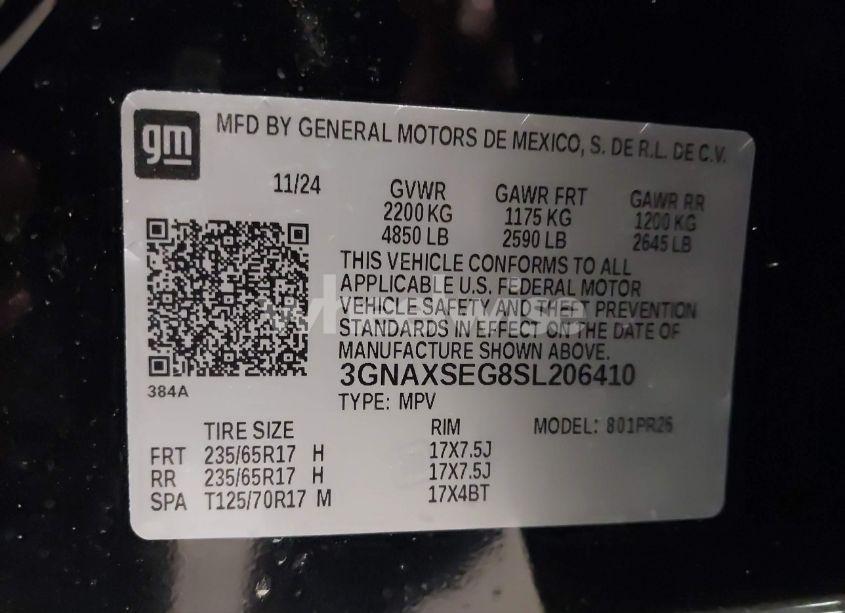 gm
MFD BY GENERAL MOTORS DE MEXICO, S. DE R.L. DE C.V.
11/24
GVWR GAWR FRT GAWR RR
2200 KG 1175 KG 1200 KG
4850 LB 2590 LB 2645 LB
THIS VEHICLE CONFORMS TO ALL
APPLICABLE U.S. FEDERAL MOTOR
VEHICLE SAFETY AND THEFT PREVENTION
STANDARDS IN EFFECT ON THE DATE OF
MANUFACTURE SHOWN ABOVE.
3GNAXSEG8SL206410
384A
TYPE: MPV
TIRE SIZE RIM MODEL: 801PR26
FRT 235/65R17 H 17X7.5J
RR 235/65R17 H 17X7.5J
SPA T125/70R17 M 17X4BT